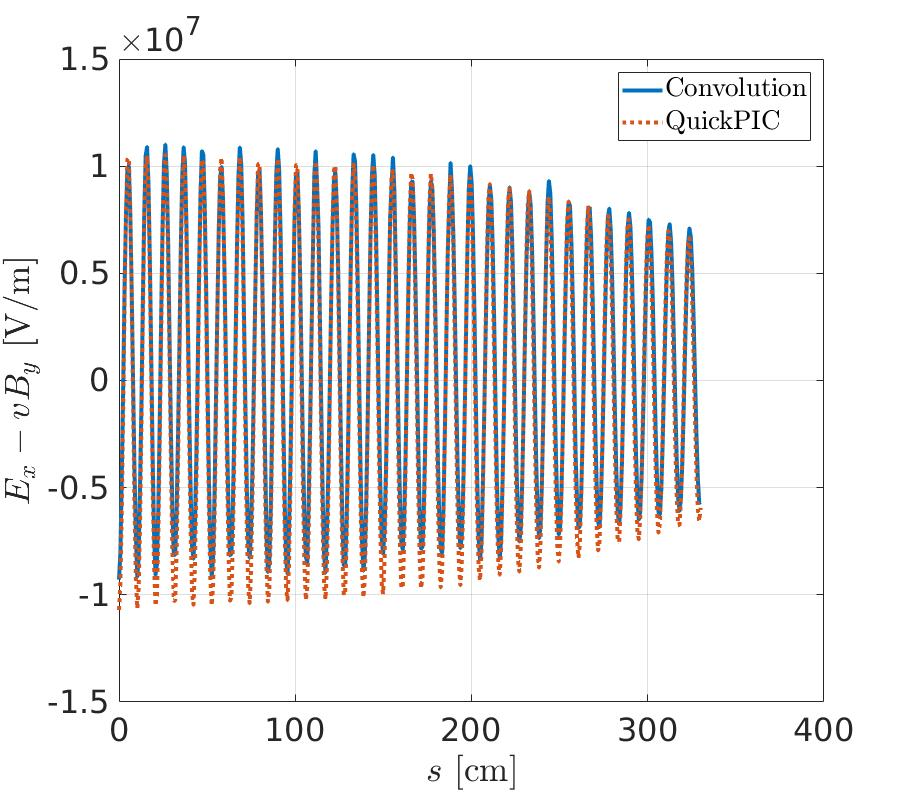 ×10⁷
1.5
1
0.5
0
-0.5
-1
-1.5
E_x − vB_y [V/m]
Convolution
QuickPIC
0 100 200 300 400
s [cm]